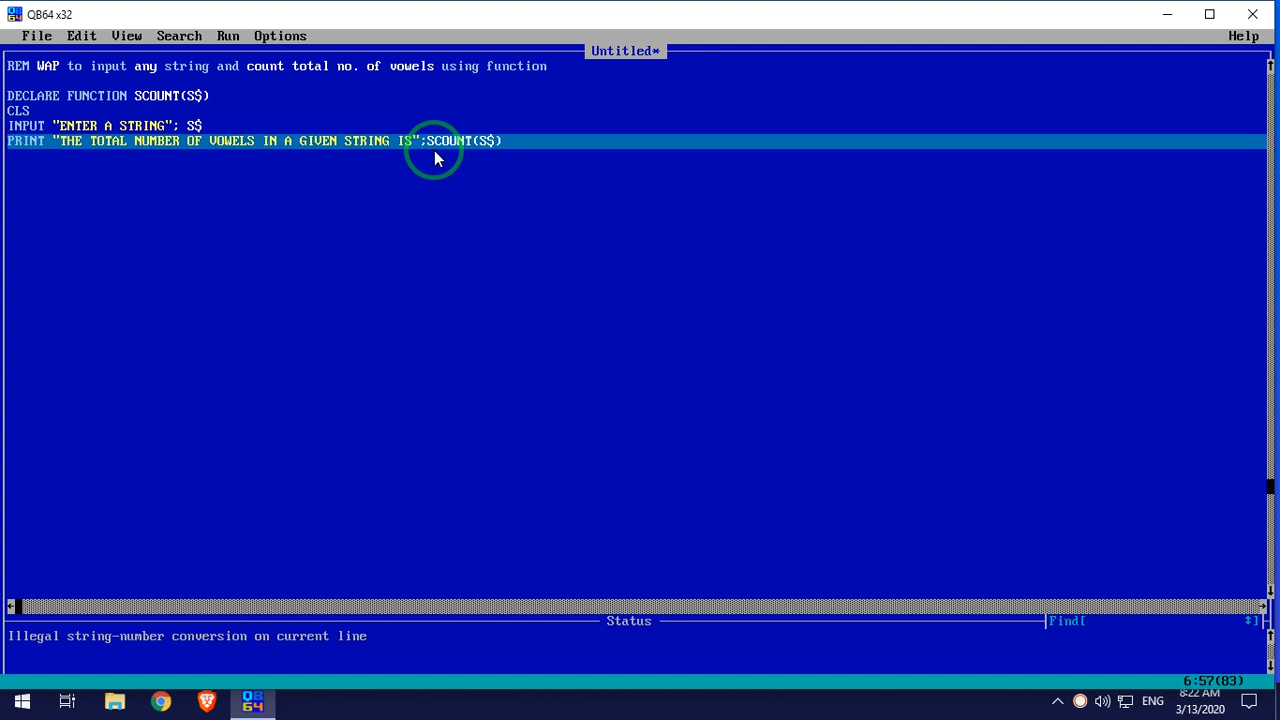 QB64 x32
File Edit View Search Run Options Help
Untitled*
REM WAP to input any string and count total no. of vowels using function
DECLARE FUNCTION SCOUNT(S$)
CLS
INPUT "ENTER A STRING"; S$
PRINT "THE TOTAL NUMBER OF VOWELS IN A GIVEN STRING IS";SCOUNT(S$)
Status
Find[ ]
Illegal string-number conversion on current line
6:57(83)
ENG
8:22 AM
3/13/2020